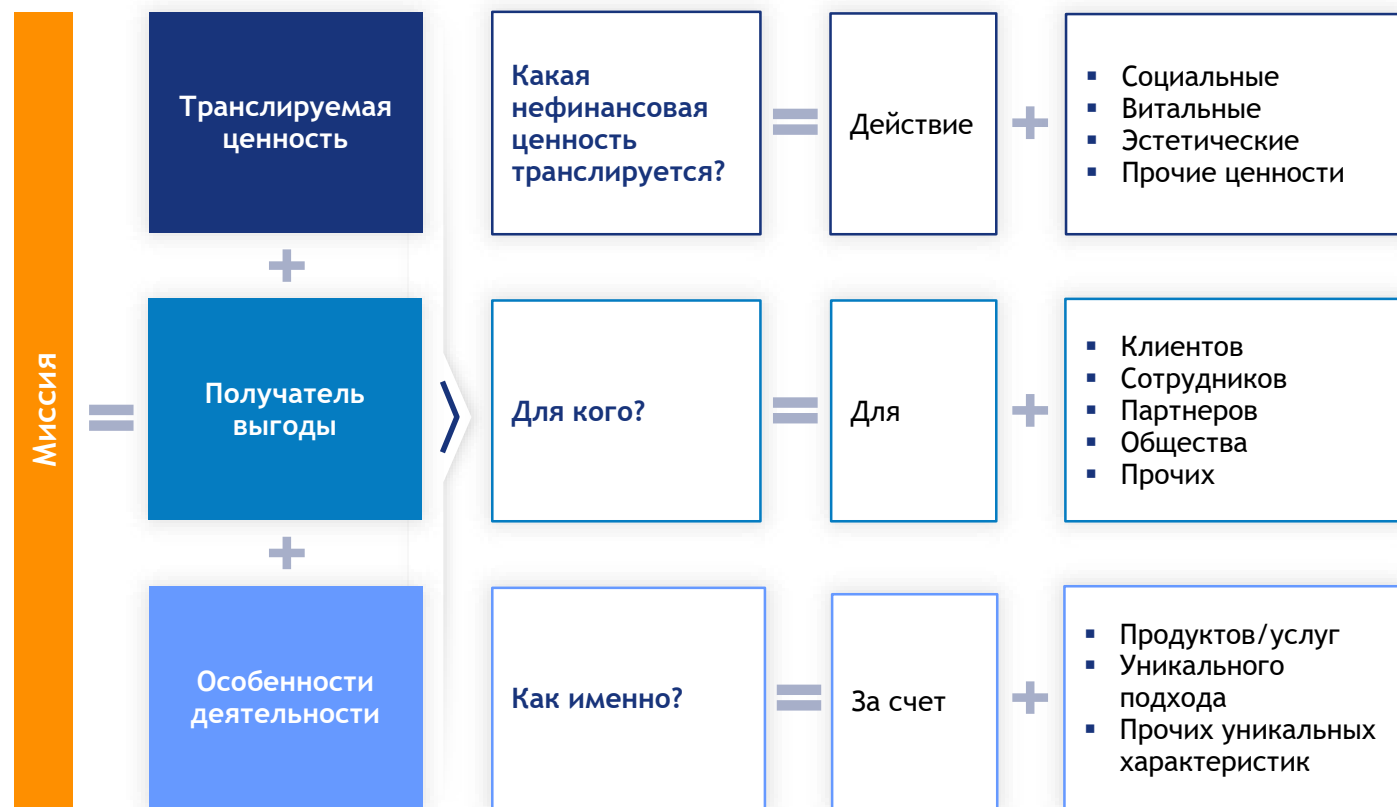 Миссия
=
Транслируемая
ценность
+
Получатель
выгоды
+
Особенности
деятельности
Какая
нефинансовая
ценность
транслируется?
=
Действие
+
▪ Социальные
▪ Витальные
▪ Эстетические
▪ Прочие ценности
Для кого?
=
Для
+
▪ Клиентов
▪ Сотрудников
▪ Партнеров
▪ Общества
▪ Прочих
Как именно?
=
За счет
+
▪ Продуктов/услуг
▪ Уникального
подхода
▪ Прочих уникальных
характеристик